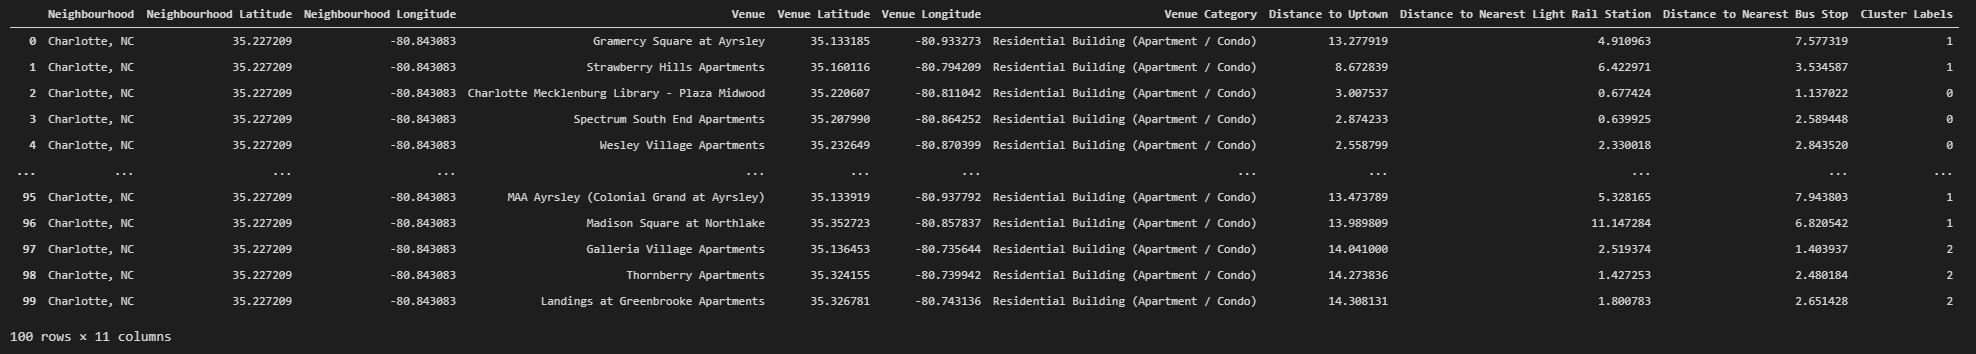 Neighbourhood Neighbourhood Latitude Neighbourhood Longitude Venue Venue Latitude Venue Longitude Venue Category Distance to Uptown Distance to Nearest Light Rail Station Distance to Nearest Bus Stop Cluster Labels
0 Charlotte, NC 35.227209 -80.843083 Gramercy Square at Ayrsley 35.133185 -80.933273 Residential Building (Apartment / Condo) 13.277919 4.910963 7.577319 1
1 Charlotte, NC 35.227209 -80.843083 Strawberry Hills Apartments 35.160116 -80.794209 Residential Building (Apartment / Condo) 8.672839 6.422971 3.534587 1
2 Charlotte, NC 35.227209 -80.843083 Charlotte Mecklenburg Library - Plaza Midwood 35.220607 -80.811042 Residential Building (Apartment / Condo) 3.007537 0.677424 1.137022 0
3 Charlotte, NC 35.227209 -80.843083 Spectrum South End Apartments 35.207990 -80.864252 Residential Building (Apartment / Condo) 2.874233 0.639925 2.589448 0
4 Charlotte, NC 35.227209 -80.843083 Wesley Village Apartments 35.232649 -80.870399 Residential Building (Apartment / Condo) 2.558799 2.330018 2.843520 0
... ... ... ... ... ... ... ... ... ... ... ...
95 Charlotte, NC 35.227209 -80.843083 MAA Ayrsley (Colonial Grand at Ayrsley) 35.133919 -80.937792 Residential Building (Apartment / Condo) 13.473789 5.328165 7.943803 1
96 Charlotte, NC 35.227209 -80.843083 Madison Square at Northlake 35.352723 -80.857837 Residential Building (Apartment / Condo) 13.989809 11.147284 6.820542 1
97 Charlotte, NC 35.227209 -80.843083 Galleria Village Apartments 35.136453 -80.735644 Residential Building (Apartment / Condo) 14.041000 2.519374 1.403937 2
98 Charlotte, NC 35.227209 -80.843083 Thornberry Apartments 35.324155 -80.739942 Residential Building (Apartment / Condo) 14.273836 1.427253 2.480184 2
99 Charlotte, NC 35.227209 -80.843083 Landings at Greenbrooke Apartments 35.326781 -80.743136 Residential Building (Apartment / Condo) 14.308131 1.800783 2.651428 2
100 rows × 11 columns